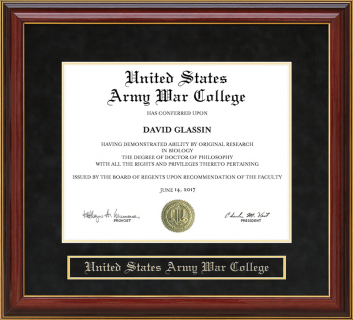 United States
Army War College
HAS CONFERRED UPON
DAVID GLASSIN
HAVING DEMONSTRATED ABILITY BY ORIGINAL RESEARCH
IN BIOLOGY
THE DEGREE OF DOCTOR OF PHILOSOPHY
WITH ALL THE RIGHTS AND PRIVILEGES THERETO PERTAINING
ISSUED BY THE BOARD OF REGENTS UPON RECOMMENDATION OF THE FACULTY
JUNE 14, 2017
PROVOST
PRESIDENT
United States Army War College